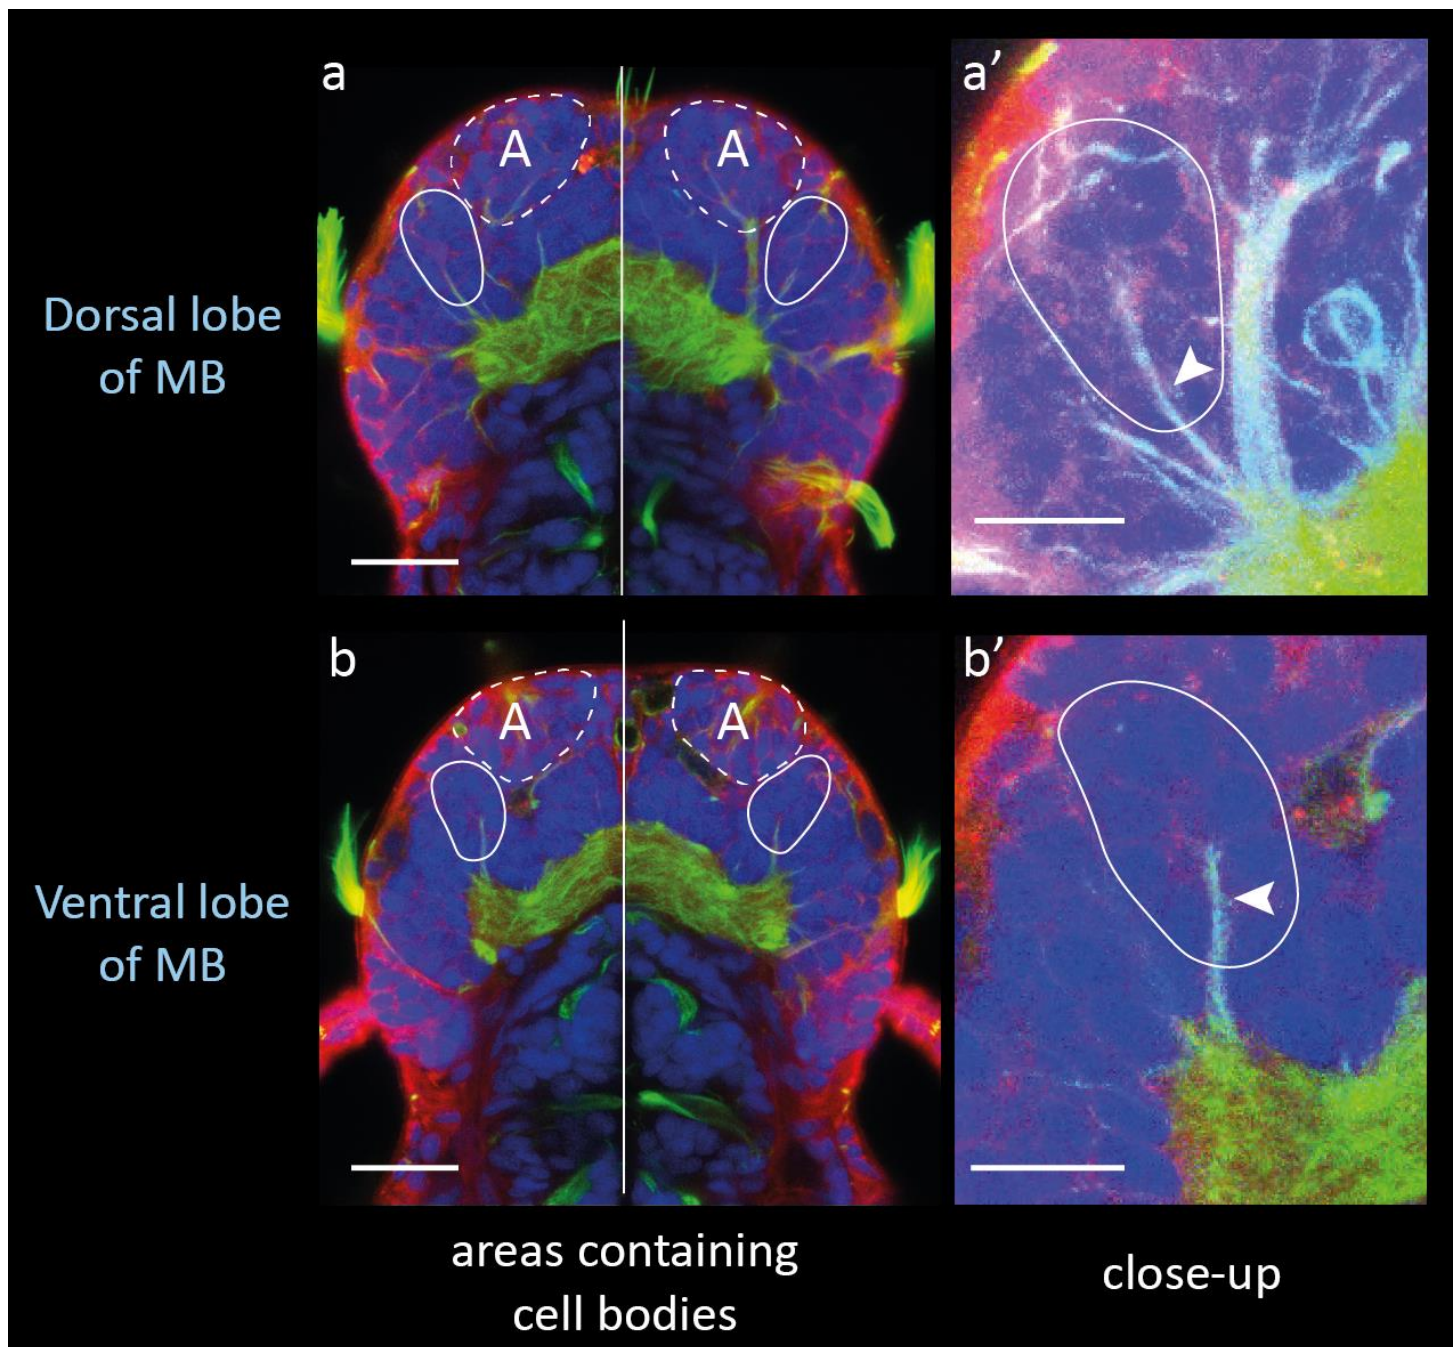 a
A
A
a’
Dorsal lobe
of MB
b
A
A
b’
Ventral lobe
of MB
areas containing
cell bodies
close-up